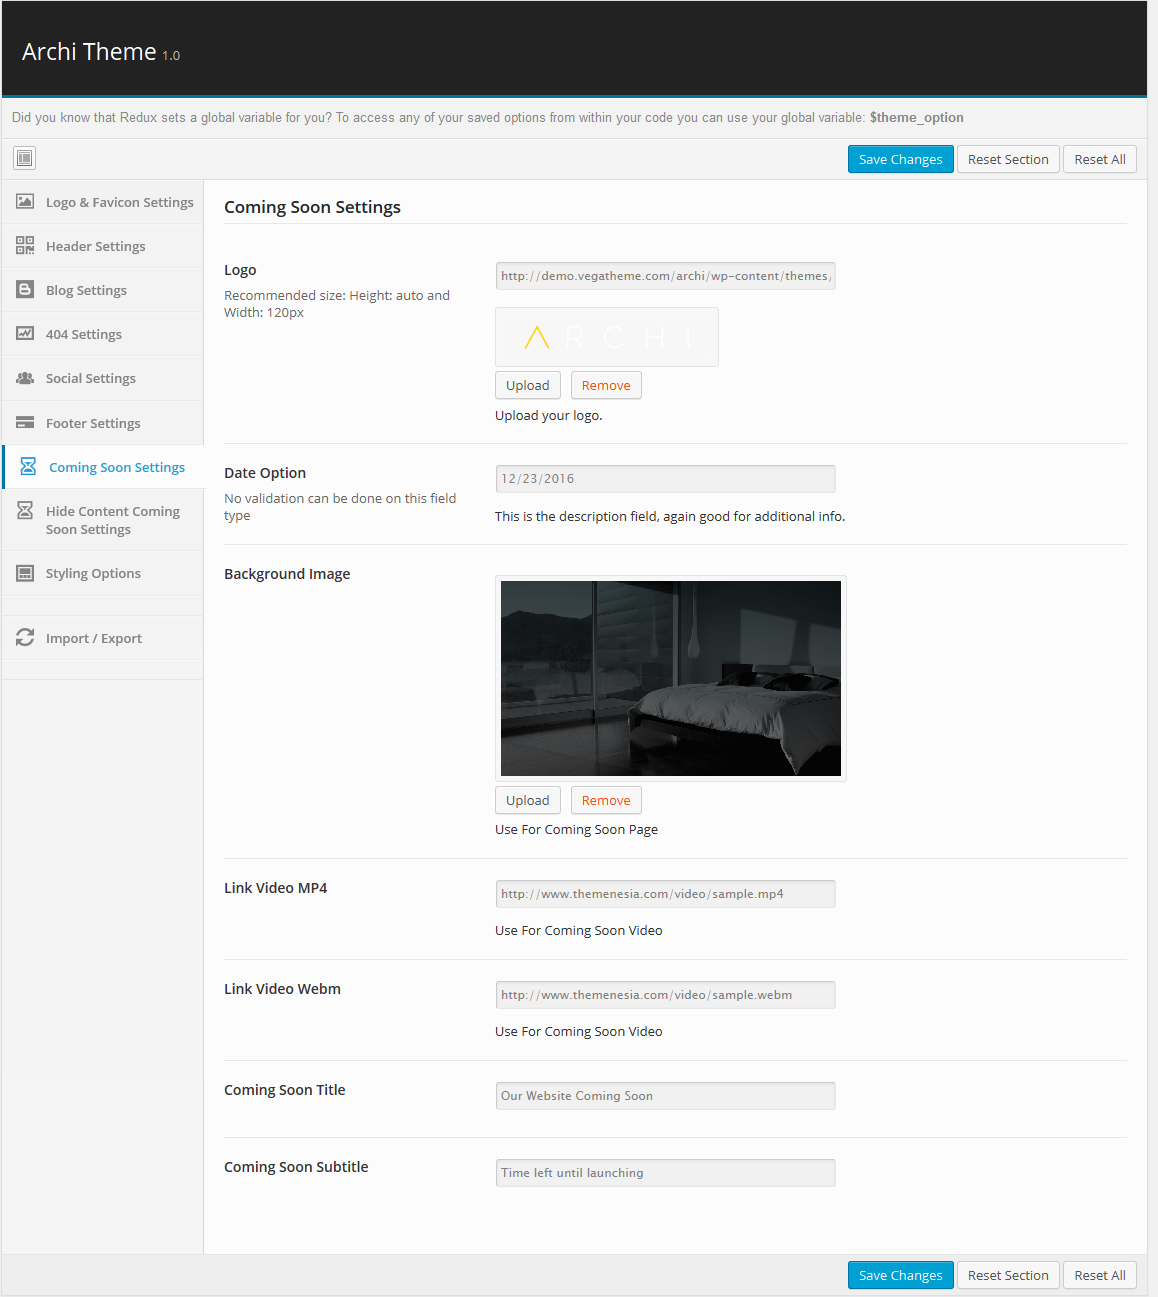 Archi Theme 1.0
Did you know that Redux sets a global variable for you? To access any of your saved options from within your code you can use your global variable: $theme_option
Save Changes
Reset Section
Reset All
Logo & Favicon Settings
Header Settings
Blog Settings
404 Settings
Social Settings
Footer Settings
Coming Soon Settings
Hide Content Coming
Soon Settings
Styling Options
Import / Export
Coming Soon Settings
Logo
Recommended size: Height: auto and
Width: 120px
http://demo.vegatheme.com/archi/wp-content/themes/
ARCHI
Upload
Remove
Upload your logo.
Date Option
No validation can be done on this field
type
12/23/2016
This is the description field, again good for additional info.
Background Image
Upload
Remove
Use For Coming Soon Page
Link Video MP4
http://www.themenesia.com/video/sample.mp4
Use For Coming Soon Video
Link Video Webm
http://www.themenesia.com/video/sample.webm
Use For Coming Soon Video
Coming Soon Title
Our Website Coming Soon
Coming Soon Subtitle
Time left until launching
Save Changes
Reset Section
Reset All